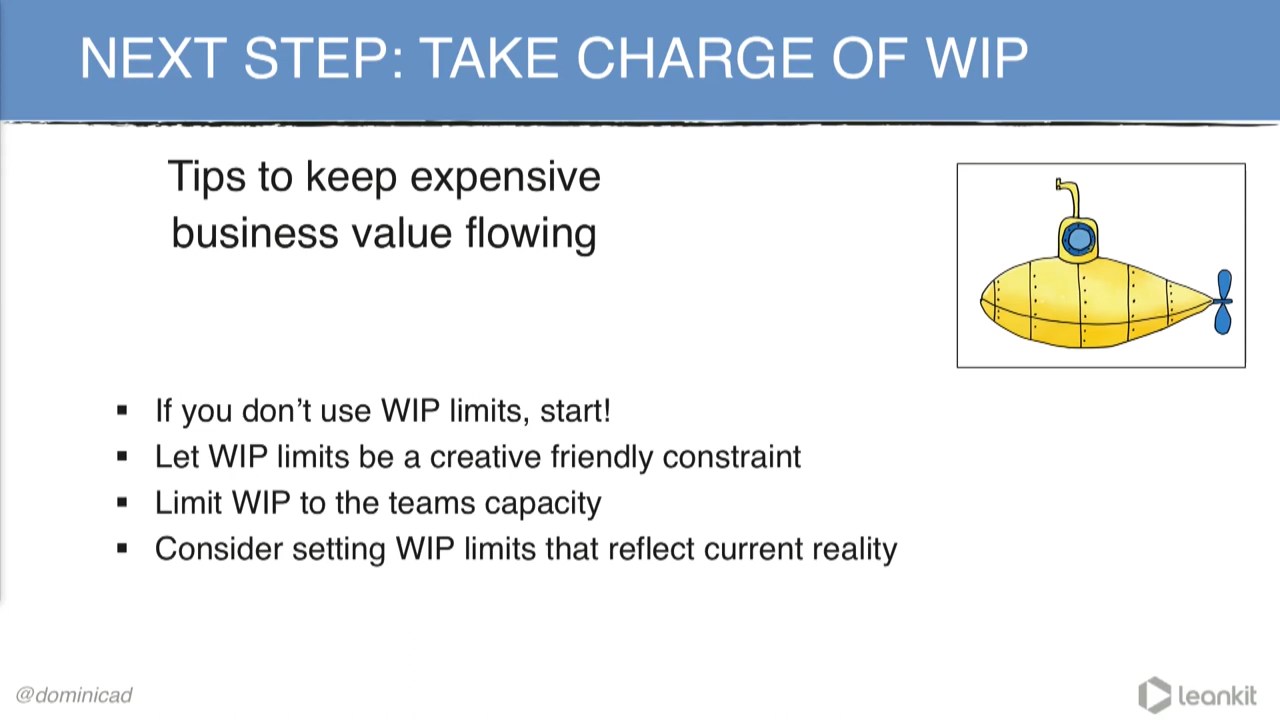 NEXT STEP: TAKE CHARGE OF WIP
Tips to keep expensive
business value flowing
▪ If you don’t use WIP limits, start!
▪ Let WIP limits be a creative friendly constraint
▪ Limit WIP to the teams capacity
▪ Consider setting WIP limits that reflect current reality
@dominicad
leankit